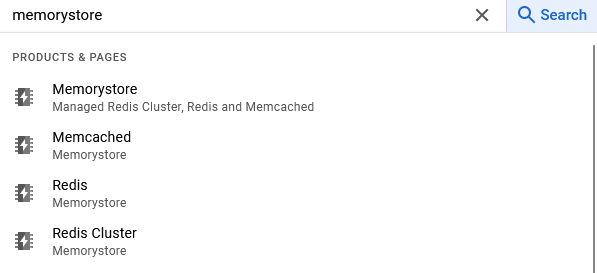 memorystore
Search
PRODUCTS & PAGES
Memorystore
Managed Redis Cluster, Redis and Memcached
Memcached
Memorystore
Redis
Memorystore
Redis Cluster
Memorystore